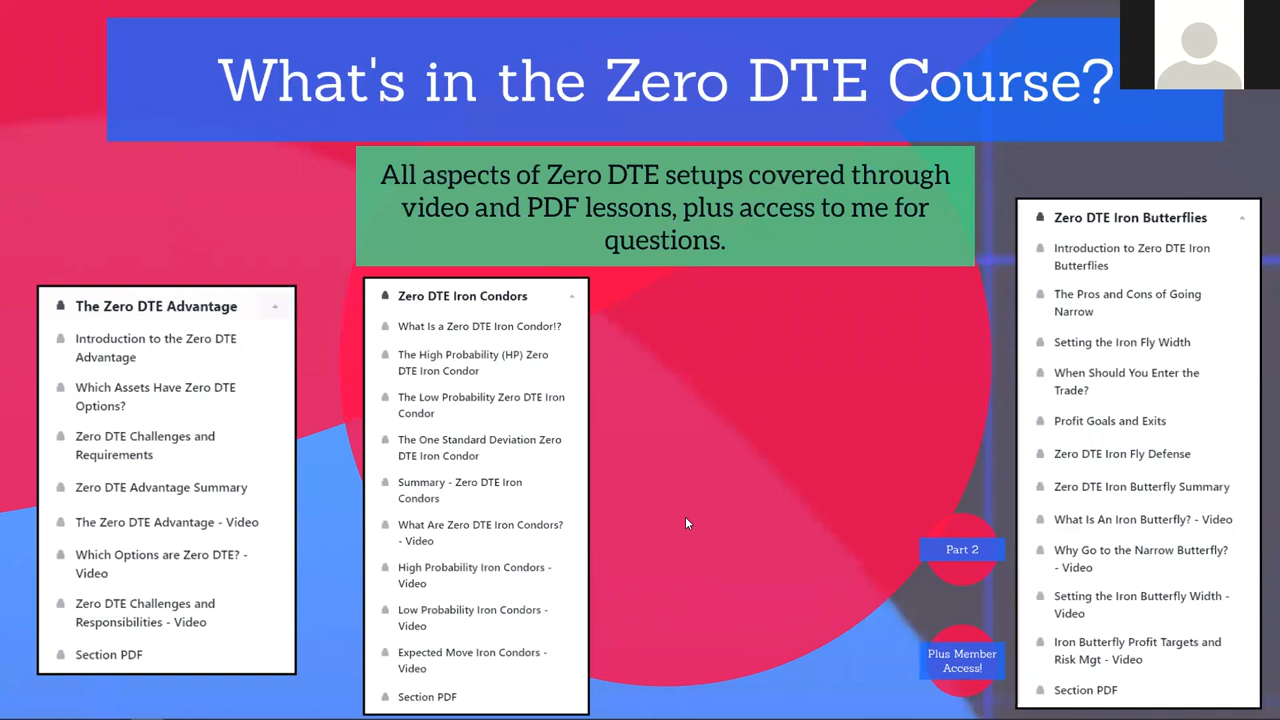 What's in the Zero DTE Course?
All aspects of Zero DTE setups covered through
video and PDF lessons, plus access to me for
questions.
The Zero DTE Advantage
Introduction to the Zero DTE
Advantage
Which Assets Have Zero DTE
Options?
Zero DTE Challenges and
Requirements
Zero DTE Advantage Summary
The Zero DTE Advantage - Video
Which Options are Zero DTE? -
Video
Zero DTE Challenges and
Responsibilities - Video
Section PDF
Zero DTE Iron Condors
What Is a Zero DTE Iron Condor!?
The High Probability (HP) Zero
DTE Iron Condor
The Low Probability Zero DTE Iron
Condor
The One Standard Deviation Zero
DTE Iron Condor
Summary - Zero DTE Iron
Condors
What Are Zero DTE Iron Condors?
- Video
High Probability Iron Condors -
Video
Low Probability Iron Condors -
Video
Expected Move Iron Condors -
Video
Section PDF
Part 2
Plus Member
Access!
Zero DTE Iron Butterflies
Introduction to Zero DTE Iron
Butterflies
The Pros and Cons of Going
Narrow
Setting the Iron Fly Width
When Should You Enter the
Trade?
Profit Goals and Exits
Zero DTE Iron Fly Defense
Zero DTE Iron Butterfly Summary
What Is An Iron Butterfly? - Video
Why Go to the Narrow Butterfly?
- Video
Setting the Iron Butterfly Width -
Video
Iron Butterfly Profit Targets and
Risk Mgt - Video
Section PDF